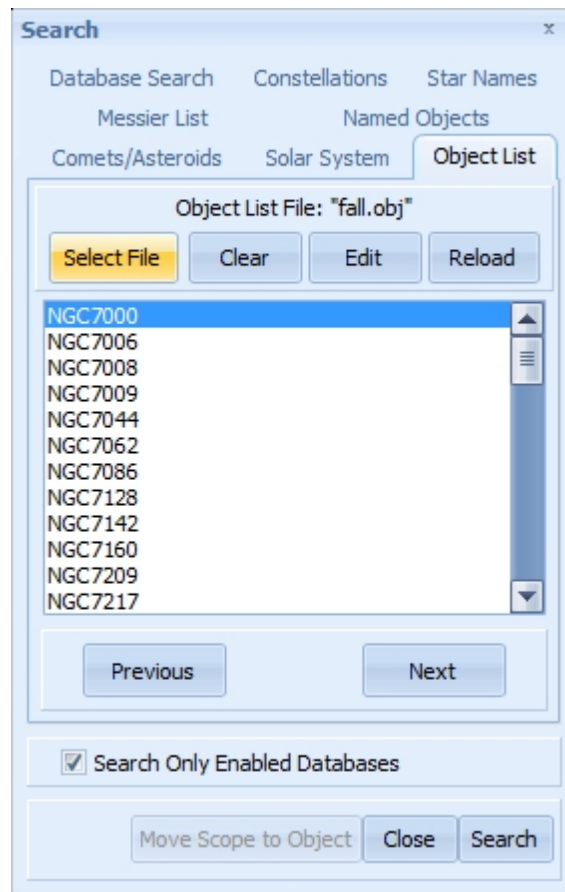 Search x
Database Search Constellations Star Names
Messier List Named Objects
Comets/Asteroids Solar System Object List
Object List File: "fall.obj"
Select File Clear Edit Reload
NGC7000
NGC7006
NGC7008
NGC7009
NGC7044
NGC7062
NGC7086
NGC7128
NGC7142
NGC7160
NGC7209
NGC7217
Previous Next
Search Only Enabled Databases
Move Scope to Object Close Search